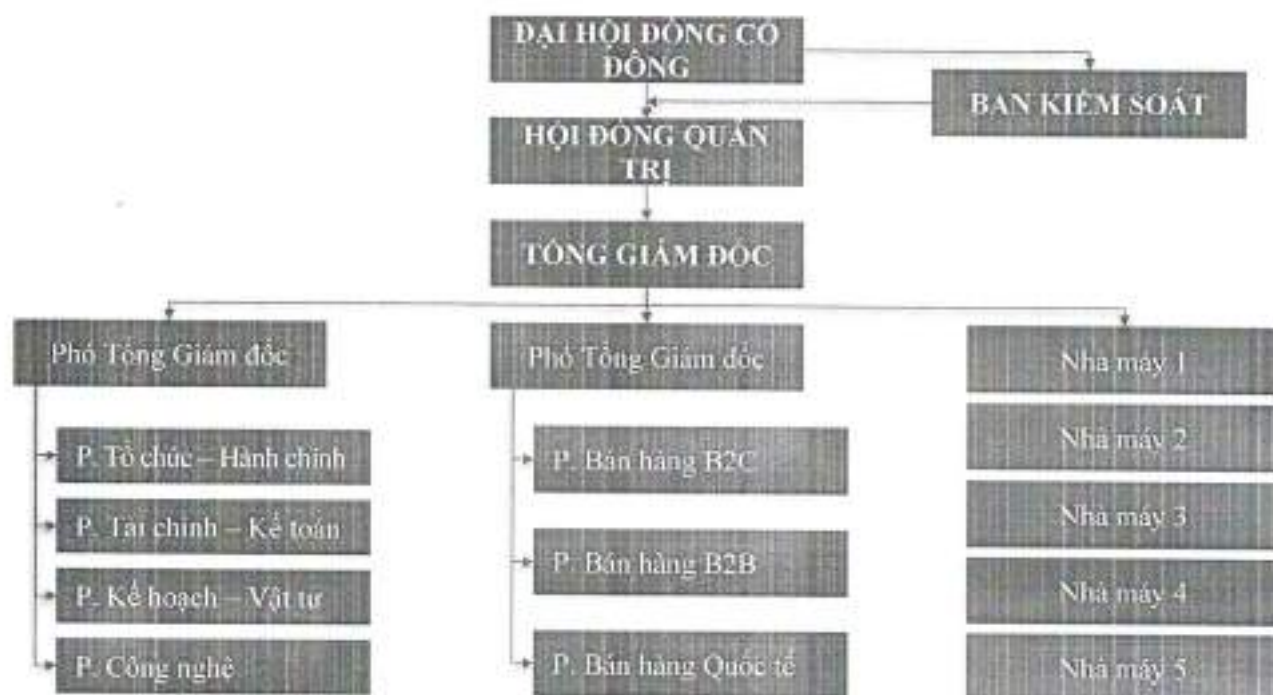 ĐẠI HỘI ĐỒNG CỔ
ĐÔNG
BAN KIỂM SOÁT
HỘI ĐỒNG QUẢN
TRỊ
TỔNG GIÁM ĐỐC
Phó Tổng Giám đốc
P. Tổ chức – Hành chính
P. Tài chính – Kế toán
P. Kế hoạch – Vật tư
P. Công nghệ
Phó Tổng Giám đốc
P. Bán hàng B2C
P. Bán hàng B2B
P. Bán hàng Quốc tế
Nhà máy 1
Nhà máy 2
Nhà máy 3
Nhà máy 4
Nhà máy 5